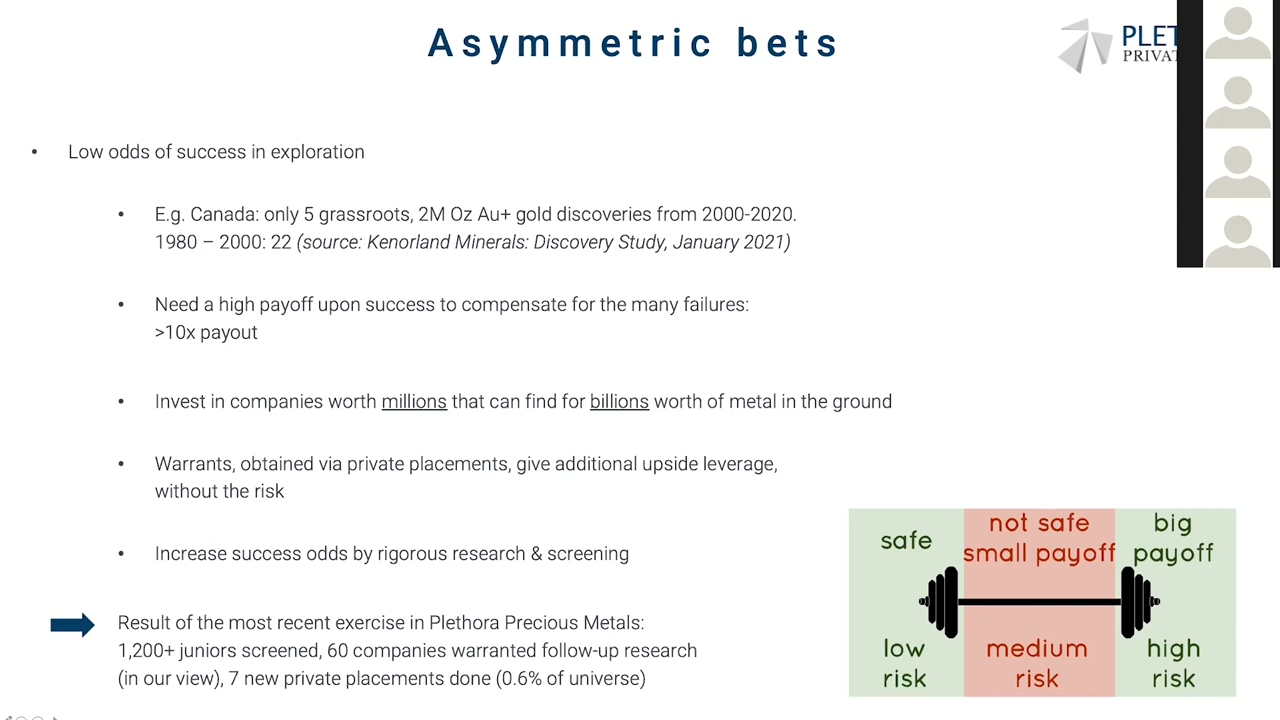 Asymmetric bets
PLET
PRIVAT
• Low odds of success in exploration
• E.g. Canada: only 5 grassroots, 2M Oz Au+ gold discoveries from 2000-2020.
1980 – 2000: 22 (source: Kenorland Minerals: Discovery Study, January 2021)
• Need a high payoff upon success to compensate for the many failures:
>10x payout
• Invest in companies worth millions that can find for billions worth of metal in the ground
• Warrants, obtained via private placements, give additional upside leverage,
without the risk
• Increase success odds by rigorous research & screening
Result of the most recent exercise in Plethora Precious Metals:
1,200+ juniors screened, 60 companies warranted follow-up research
(in our view), 7 new private placements done (0.6% of universe)
safe
not safe
small payoff
big
payoff
low
risk
medium
risk
high
risk